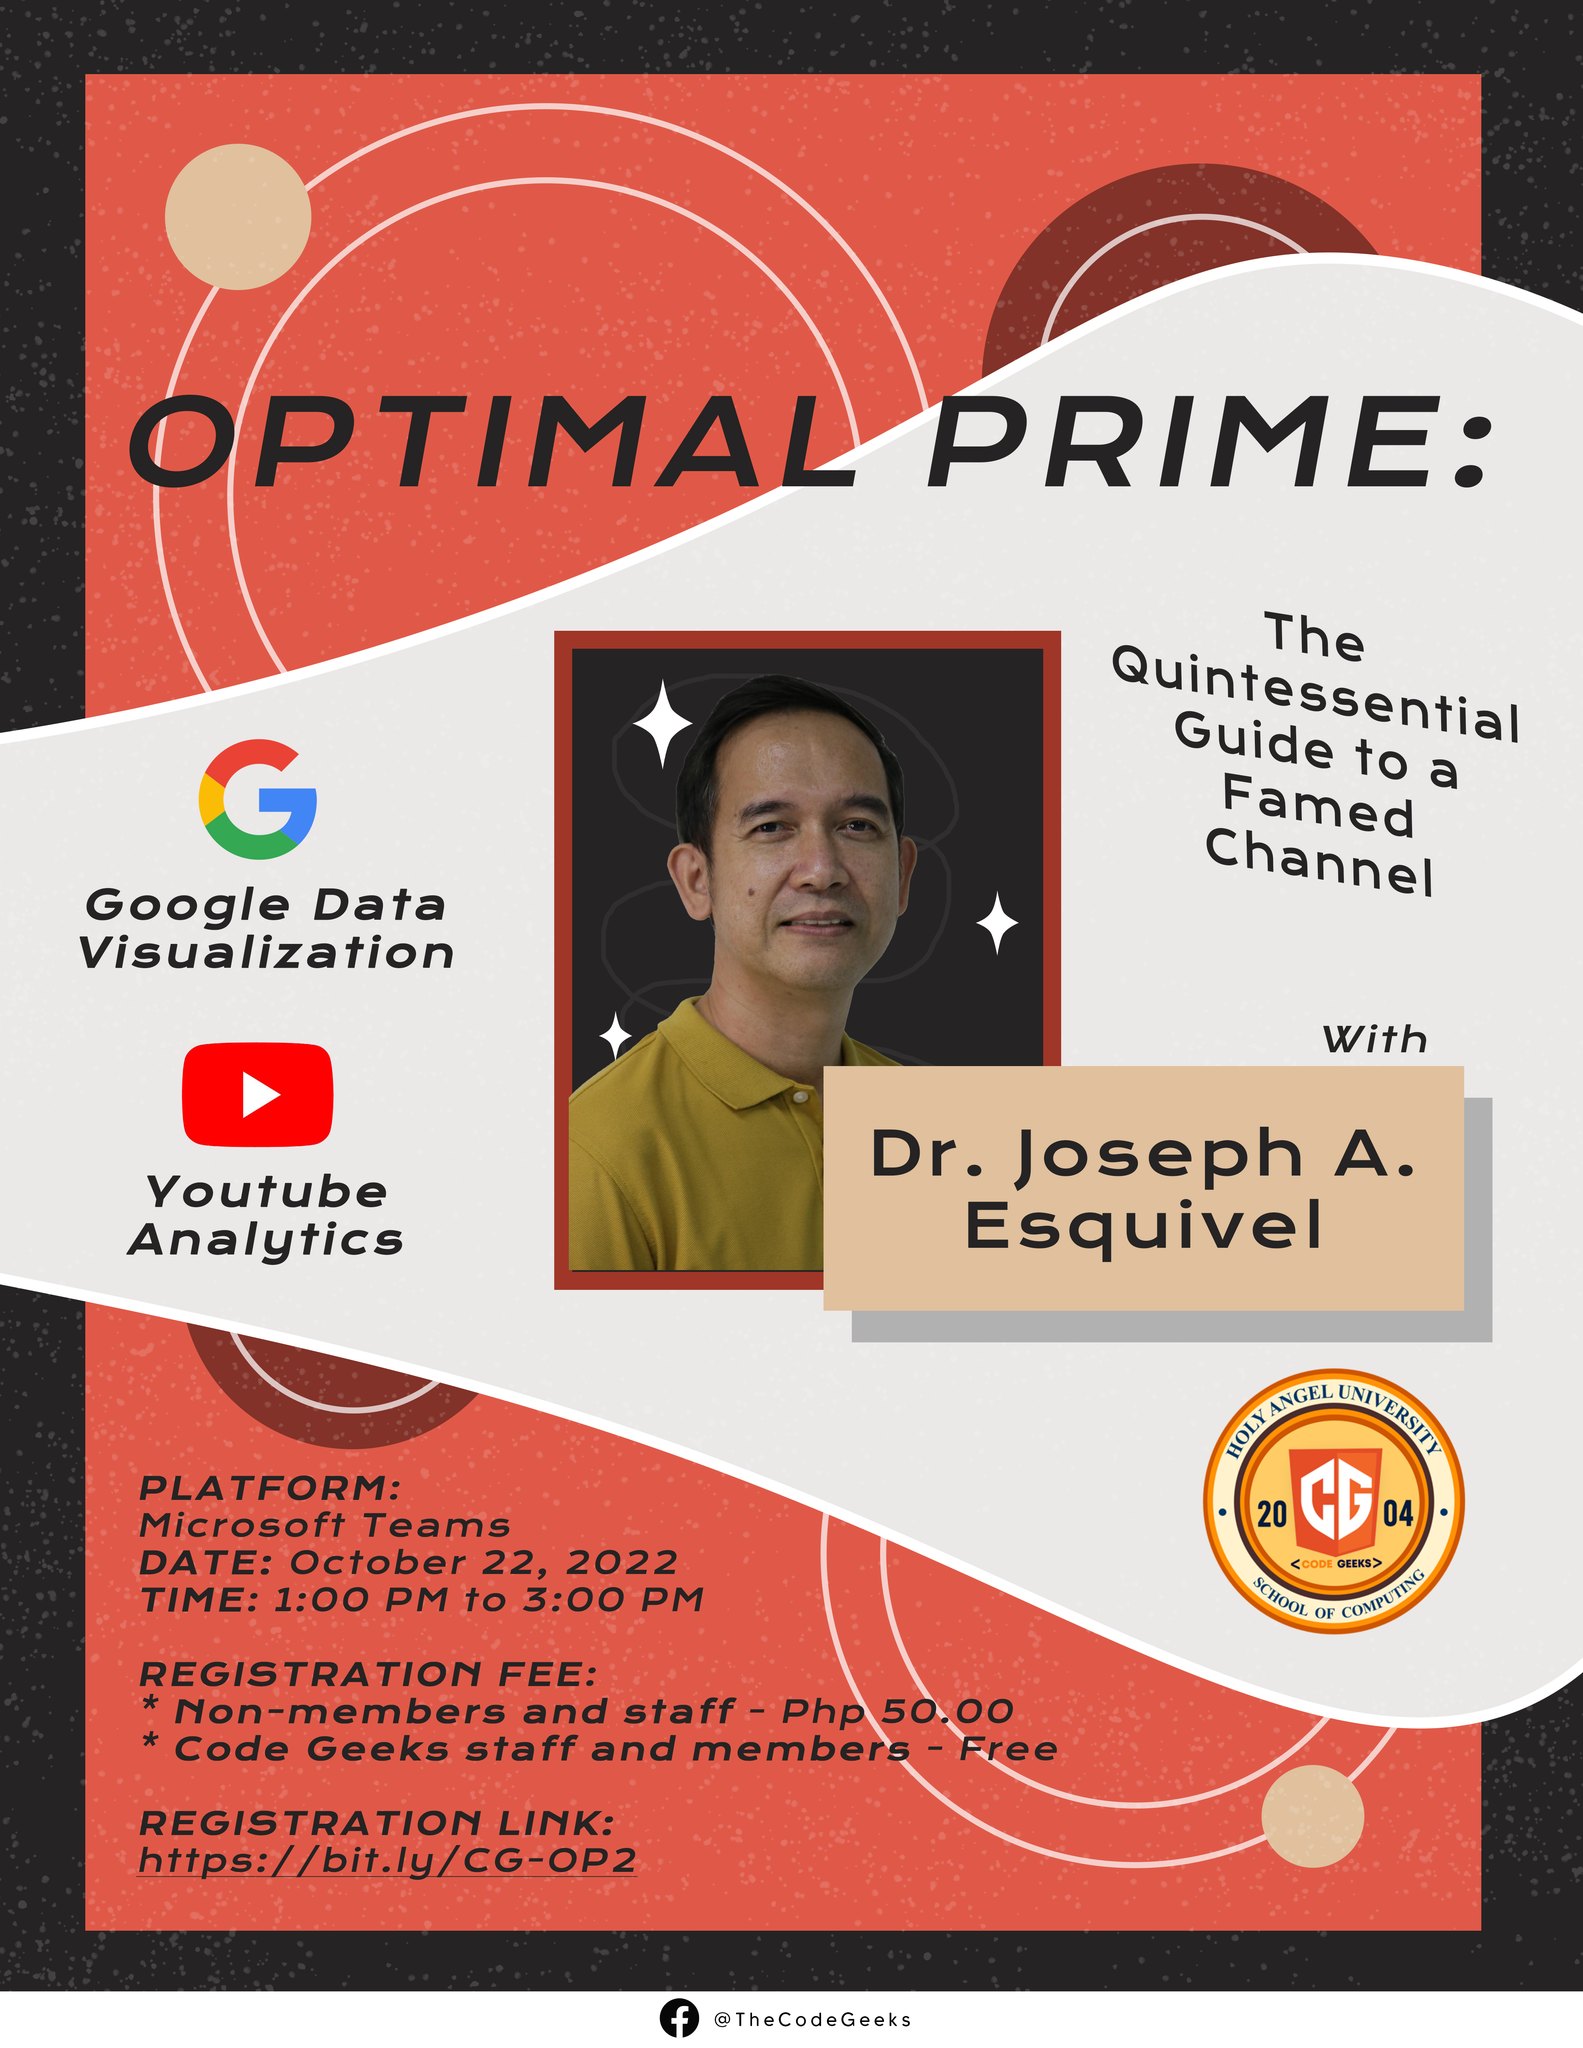 OPTIMAL PRIME:
The
Quintessential
Guide to a
Famed
Channel
Google Data
Visualization
Youtube
Analytics
With
Dr. Joseph A.
Esquivel
HOLY ANGEL UNIVERSITY
20 CG 04
<CODE GEEKS>
SCHOOL OF COMPUTING
PLATFORM:
Microsoft Teams
DATE: October 22, 2022
TIME: 1:00 PM to 3:00 PM
REGISTRATION FEE:
* Non-members and staff - Php 50.00
* Code Geeks staff and members - Free
REGISTRATION LINK:
https://bit.ly/CG-OP2
@TheCodeGeeks